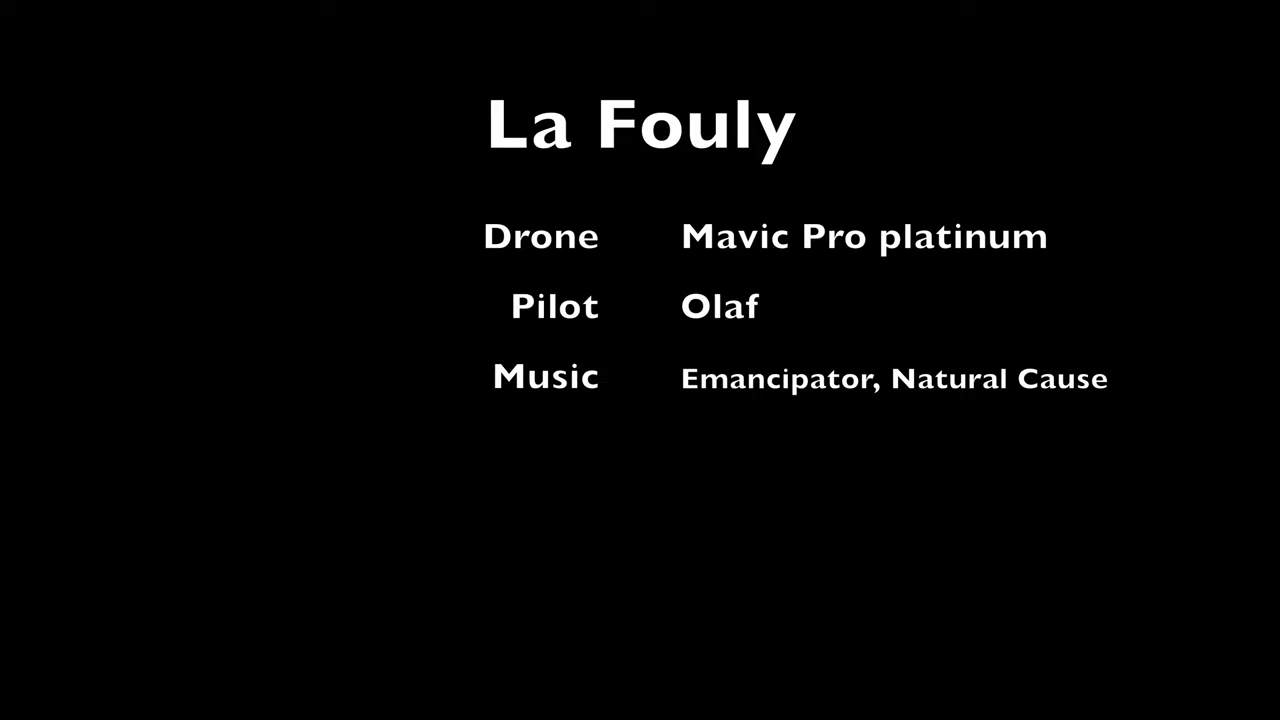 La Fouly
Drone Mavic Pro platinum
Pilot Olaf
Music Emancipator, Natural Cause